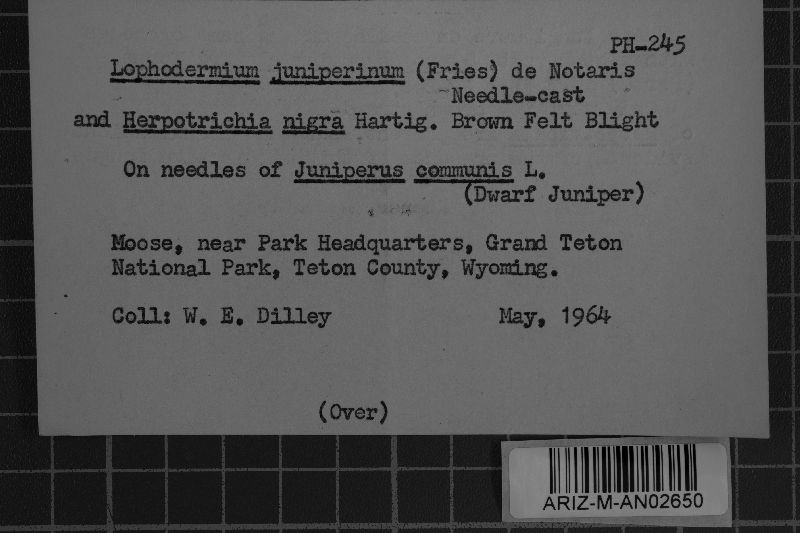 PH-245
Lophodermium juniperinum (Fries) de Notaris
Needle-cast
and Herpotrichia nigra Hartig. Brown Felt Blight
On needles of Juniperus communis L.
(Dwarf Juniper)
Moose, near Park Headquarters, Grand Teton
National Park, Teton County, Wyoming.
Coll: W. E. Dilley May, 1964
(Over)
ARIZ-M-AN02650